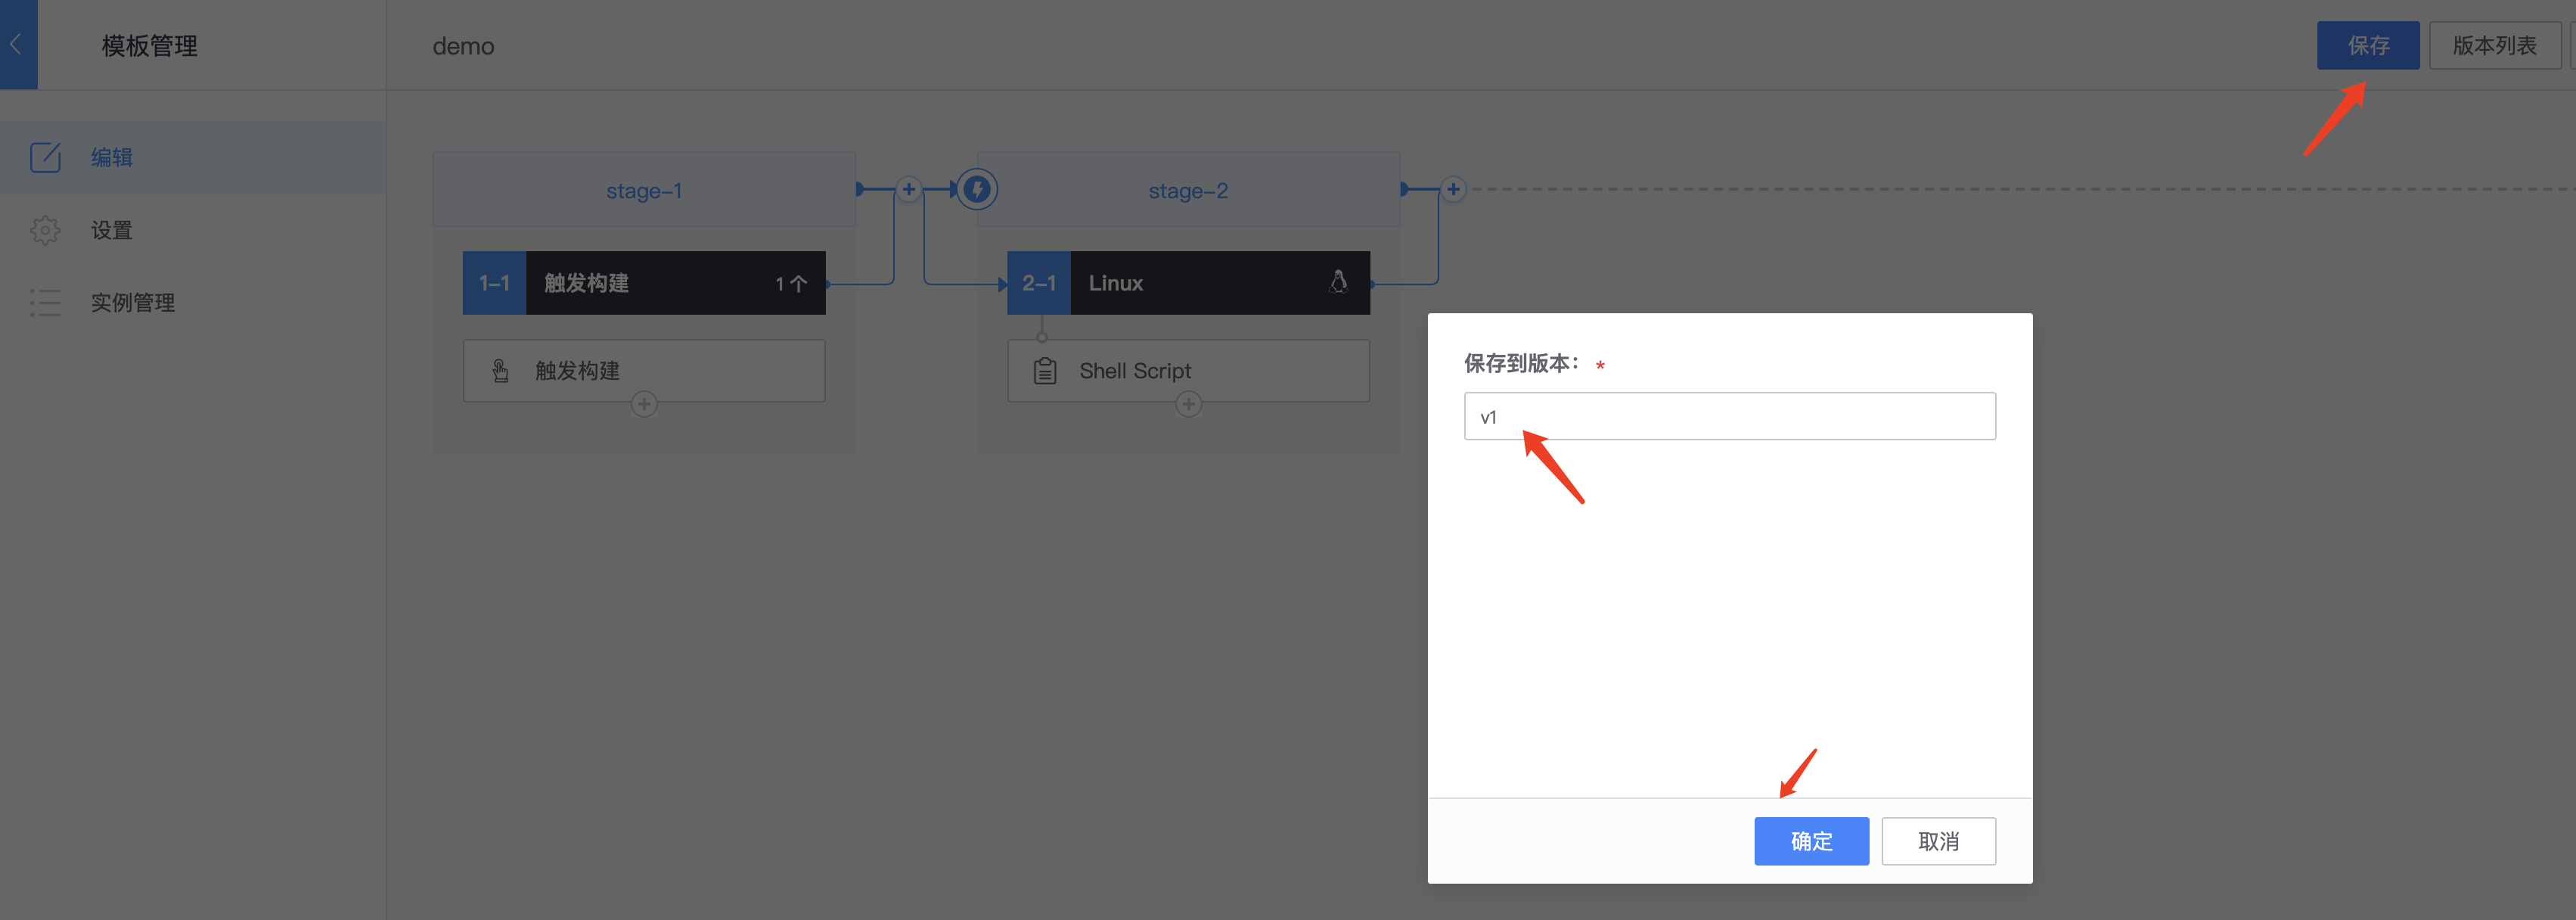 模板管理
demo
保存
版本列表
编辑
设置
实例管理
stage-1
stage-2
1-1
触发构建
1 个
触发构建
2-1
Linux
Shell Script
保存到版本： *
v1
确定
取消